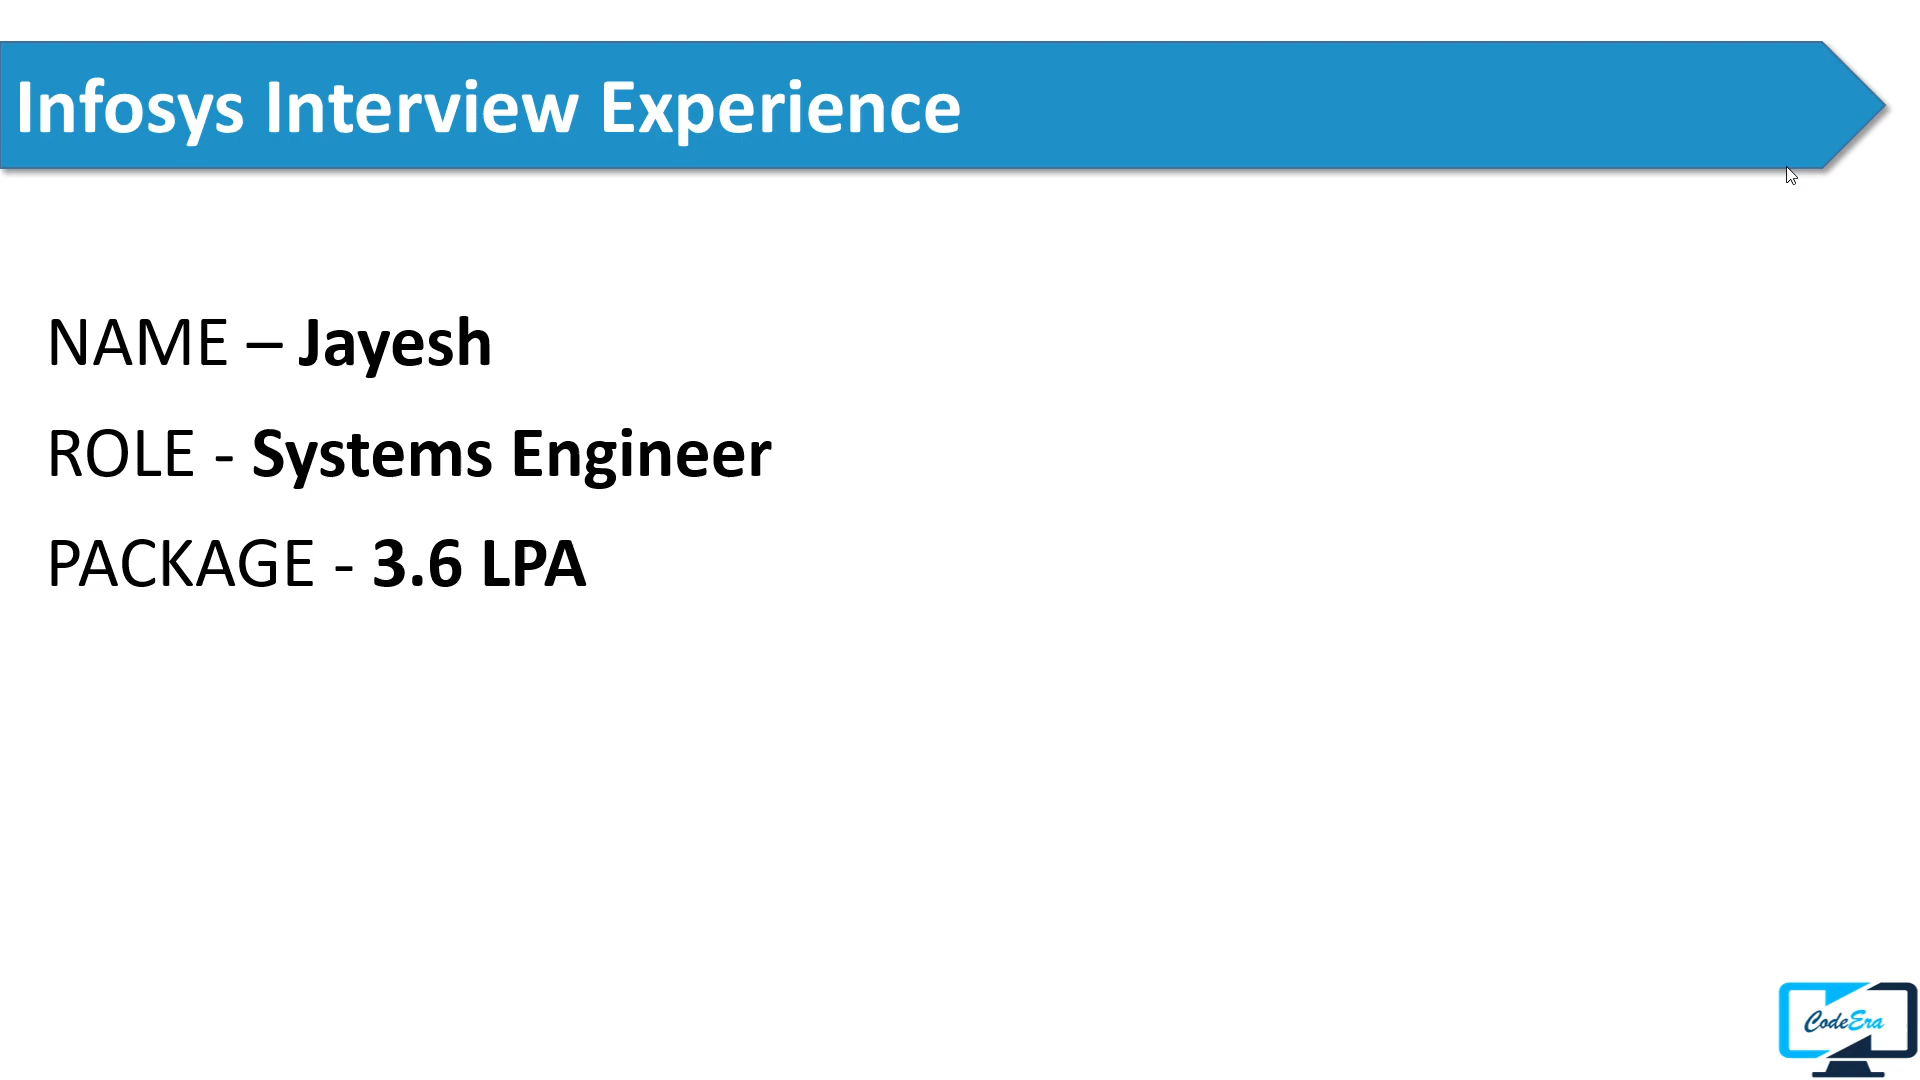 Infosys Interview Experience
NAME – Jayesh
ROLE - Systems Engineer
PACKAGE - 3.6 LPA
CodeEra